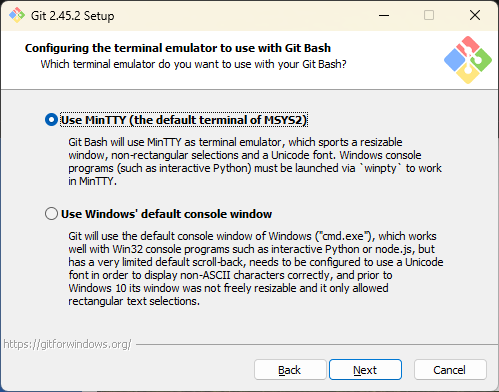 Git 2.45.2 Setup
Configuring the terminal emulator to use with Git Bash
Which terminal emulator do you want to use with your Git Bash?
Use MinTTY (the default terminal of MSYS2)
Git Bash will use MinTTY as terminal emulator, which sports a resizable
window, non-rectangular selections and a Unicode font. Windows console
programs (such as interactive Python) must be launched via `winpty` to work
in MinTTY.
Use Windows' default console window
Git will use the default console window of Windows ("cmd.exe"), which works
well with Win32 console programs such as interactive Python or node.js, but
has a very limited default scroll-back, needs to be configured to use a Unicode
font in order to display non-ASCII characters correctly, and prior to
Windows 10 its window was not freely resizable and it only allowed
rectangular text selections.
https://gitforwindows.org/
Back
Next
Cancel